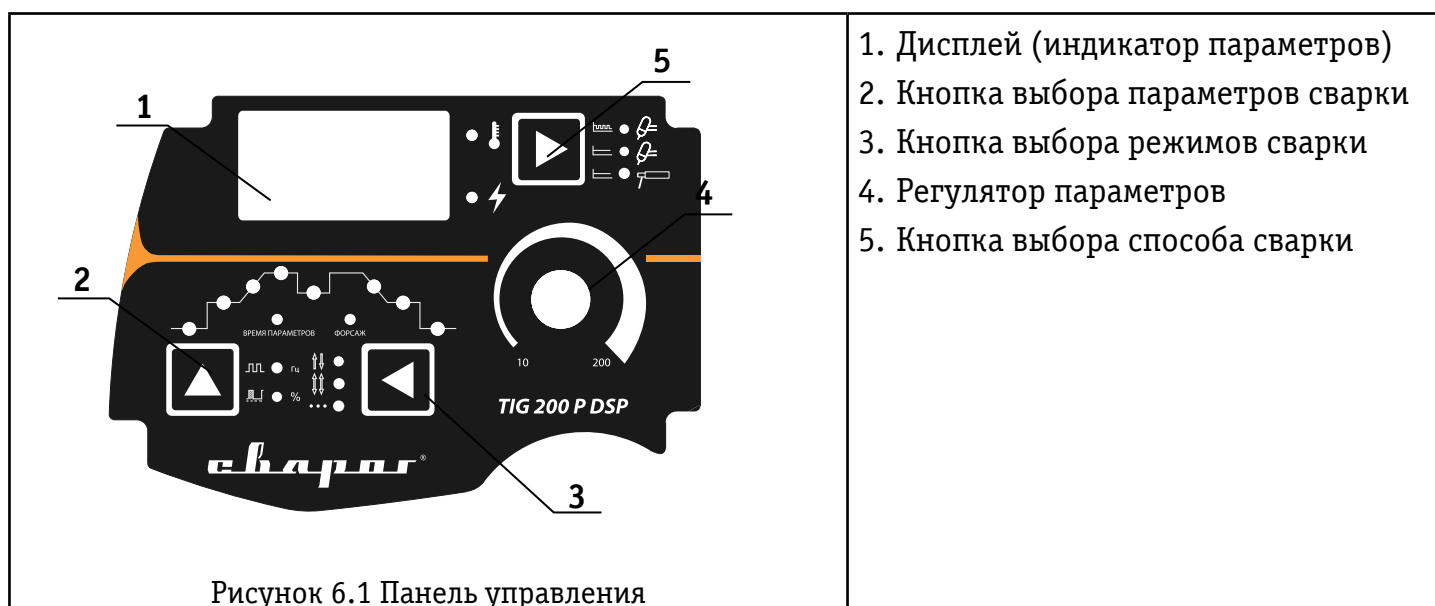 5
1
4
2
ВРЕМЯ ПАРАМЕТРОВ ФОРСАЖ
гц
%
10 200
TIG 200 P DSP
сварог®
3
Рисунок 6.1 Панель управления
1. Дисплей (индикатор параметров)
2. Кнопка выбора параметров сварки
3. Кнопка выбора режимов сварки
4. Регулятор параметров
5. Кнопка выбора способа сварки